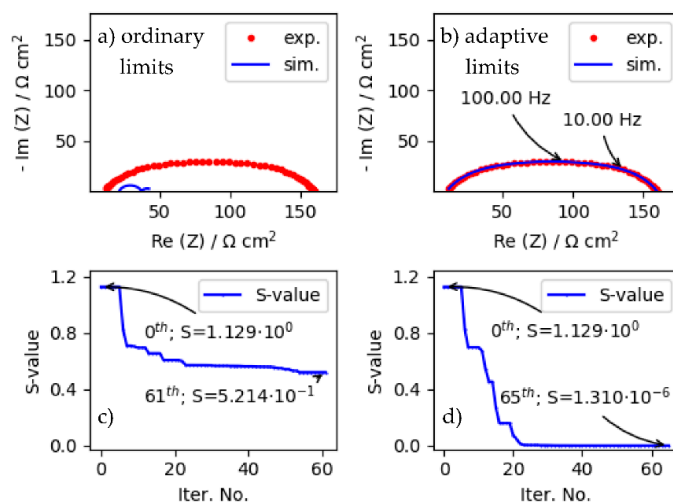 a) ordinary
limits
exp.
sim.
150
100
50
- Im (Z) / Ω cm²
50 100 150
Re (Z) / Ω cm²
b) adaptive
limits
exp.
sim.
100.00 Hz
10.00 Hz
150
100
50
- Im (Z) / Ω cm²
50 100 150
Re (Z) / Ω cm²
S-value
0th; S=1.129·10⁰
61th; S=5.214·10⁻¹
c)
1.2
0.8
0.4
0.0
S-value
0 20 40 60
Iter. No.
S-value
0th; S=1.129·10⁰
65th; S=1.310·10⁻⁶
d)
1.2
0.8
0.4
0.0
S-value
0 20 40 60
Iter. No.